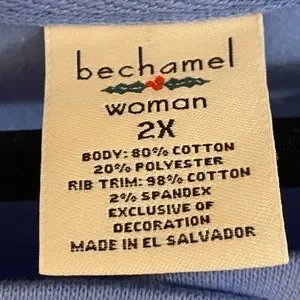 bechamel
woman
2X
BODY: 80% COTTON
20% POLYESTER
RIB TRIM: 98% COTTON
2% SPANDEX
EXCLUSIVE OF
DECORATION
MADE IN EL SALVADOR